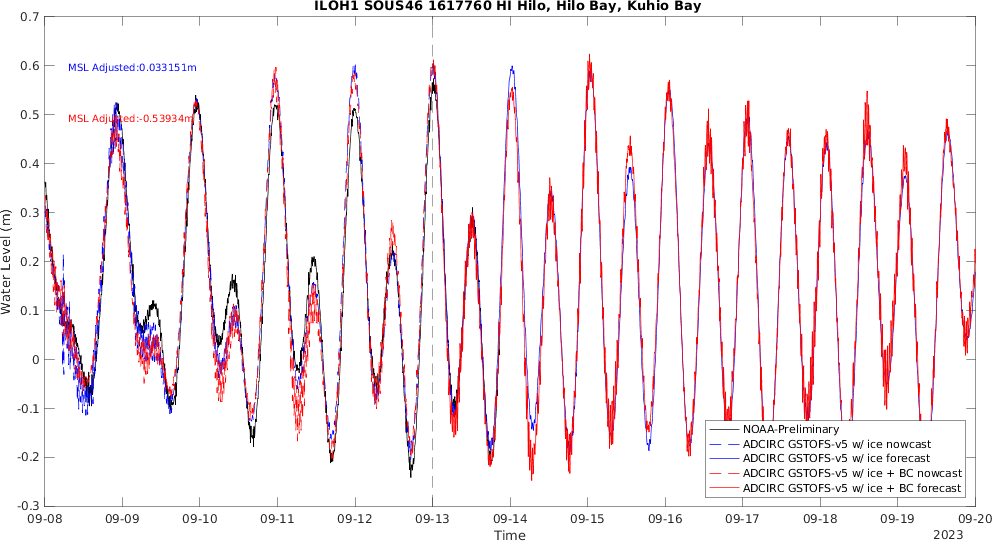 ILOH1 SOUS46 1617760 HI Hilo, Hilo Bay, Kuhio Bay
0.7
0.6
0.5
0.4
0.3
0.2
0.1
0
-0.1
-0.2
-0.3
Water Level (m)
MSL Adjusted:0.033151m
MSL Adjusted:-0.53934m
NOAA-Preliminary
ADCIRC GSTOFS-v5 w/ ice nowcast
ADCIRC GSTOFS-v5 w/ ice forecast
ADCIRC GSTOFS-v5 w/ ice + BC nowcast
ADCIRC GSTOFS-v5 w/ ice + BC forecast
09-08 09-09 09-10 09-11 09-12 09-13 09-14 09-15 09-16 09-17 09-18 09-19 09-20
Time
2023